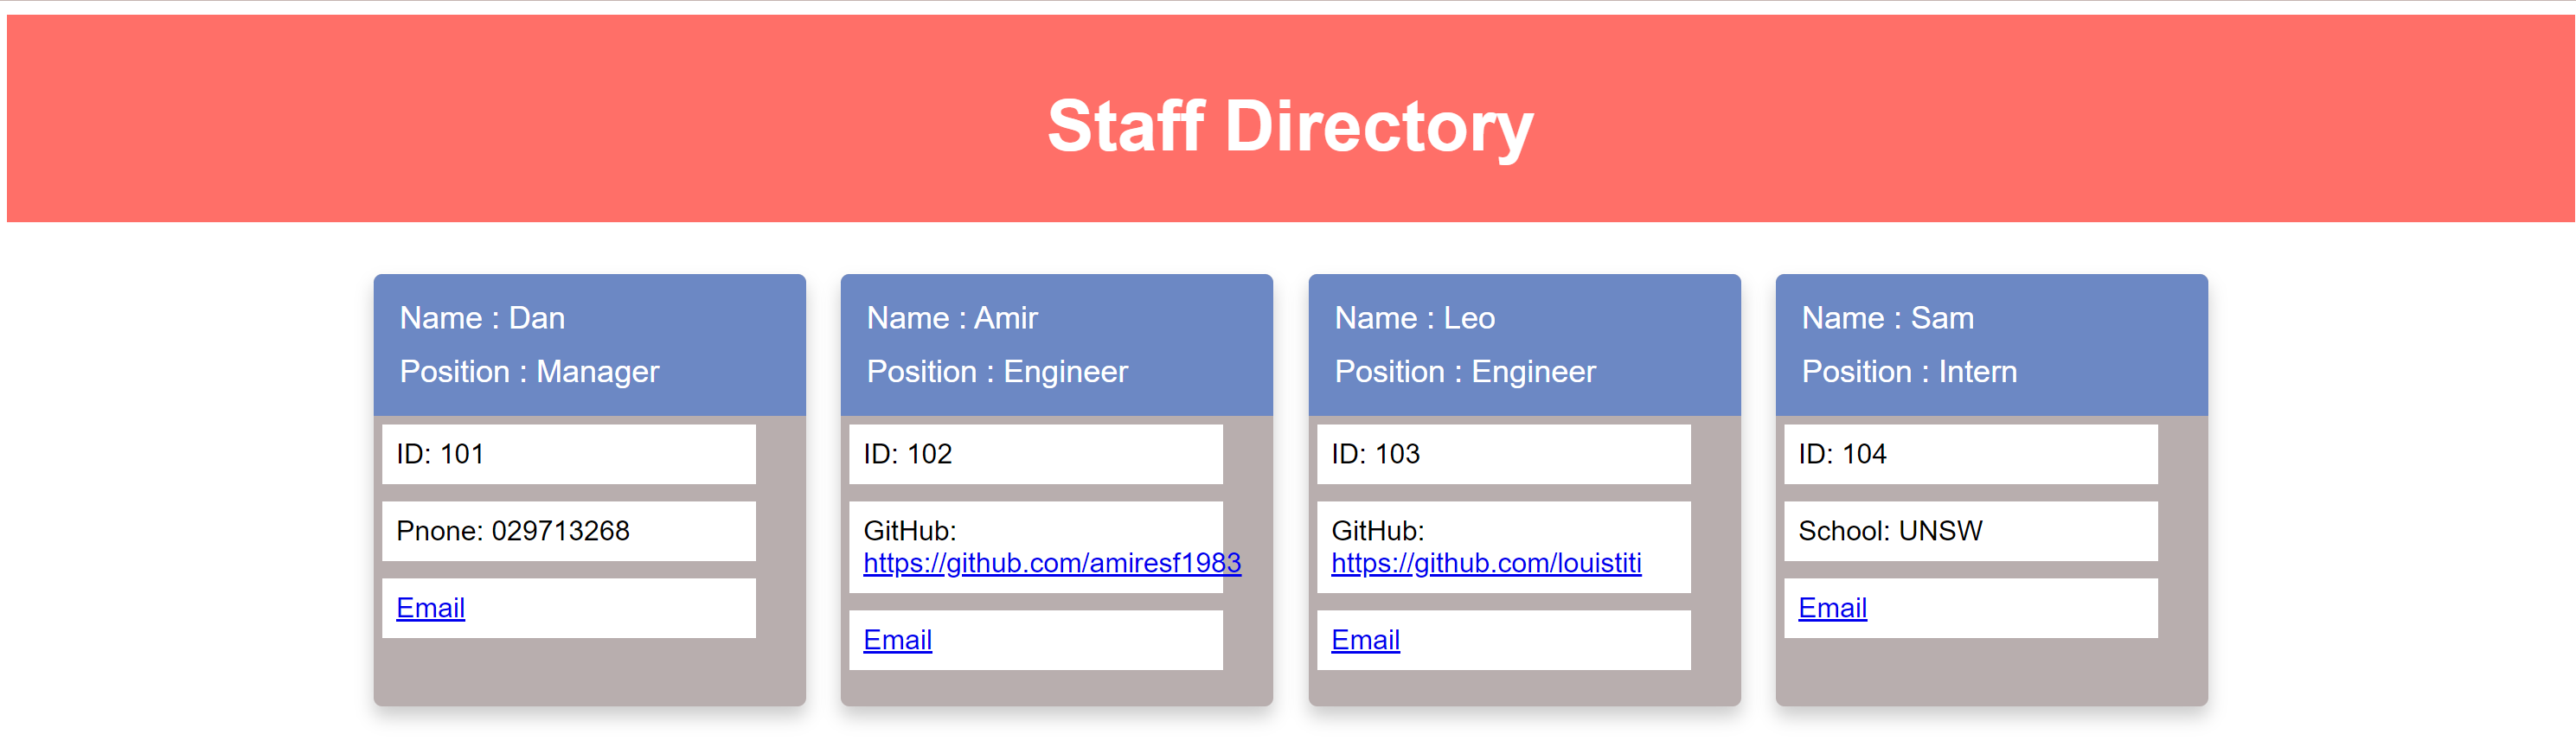 Staff Directory
Name : Dan
Position : Manager
ID: 101
Pnone: 029713268
Email
Name : Amir
Position : Engineer
ID: 102
GitHub:
https://github.com/amiresf1983
Email
Name : Leo
Position : Engineer
ID: 103
GitHub:
https://github.com/louistiti
Email
Name : Sam
Position : Intern
ID: 104
School: UNSW
Email